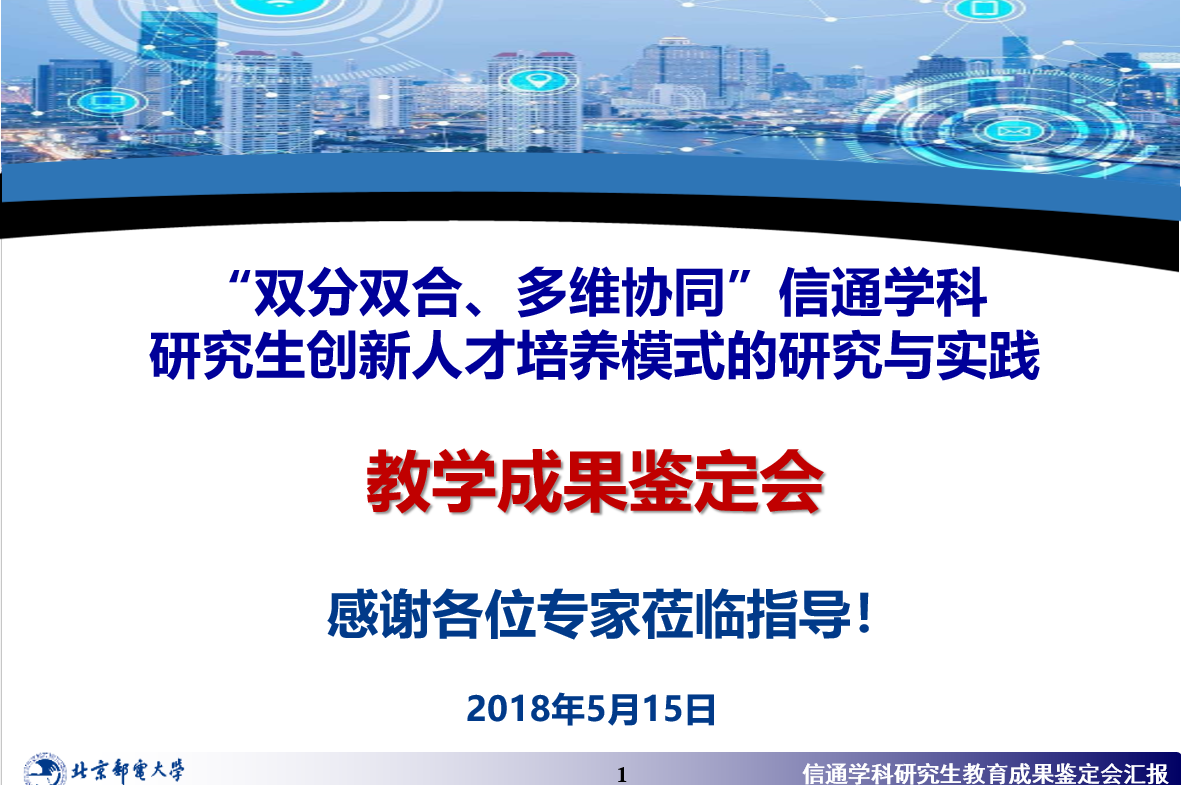 “双分双合、多维协同”信通学科
研究生创新人才培养模式的研究与实践
教学成果鉴定会
感谢各位专家莅临指导！
2018年5月15日
北京郵電大學
1
信通学科研究生教育成果鉴定会汇报